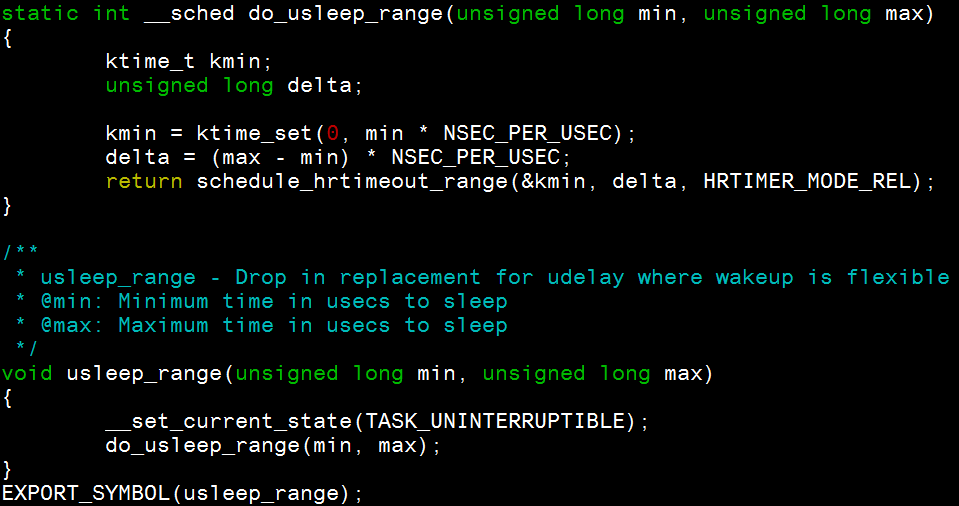 static int __sched do_usleep_range(unsigned long min, unsigned long max)
{
        ktime_t kmin;
        unsigned long delta;

        kmin = ktime_set(0, min * NSEC_PER_USEC);
        delta = (max - min) * NSEC_PER_USEC;
        return schedule_hrtimeout_range(&kmin, delta, HRTIMER_MODE_REL);
}

/**
 * usleep_range - Drop in replacement for udelay where wakeup is flexible
 * @min: Minimum time in usecs to sleep
 * @max: Maximum time in usecs to sleep
 */
void usleep_range(unsigned long min, unsigned long max)
{
        __set_current_state(TASK_UNINTERRUPTIBLE);
        do_usleep_range(min, max);
}
EXPORT_SYMBOL(usleep_range);